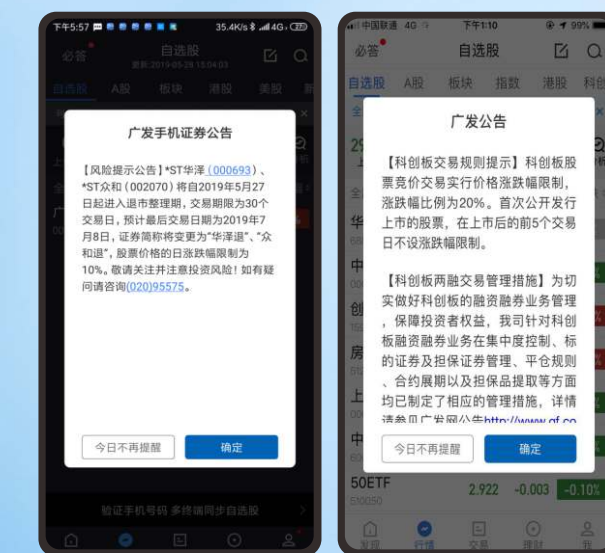 下午5:57
35.4K/s
4G
必答
自选股
更新:2019-05-28 15:04:03
自选股 A股 板块 港股 美股
广发手机证券公告
【风险提示公告】*ST华泽(000693)、
*ST众和(002070)将自2019年5月27
日起进入退市整理期，交易期限为30个
交易日，预计最后交易日期为2019年7
月8日，证券简称将变更为“华泽退”、“众
和退”，股票价格的日涨跌幅限制为
10%。敬请关注并注意投资风险！如有疑
问请咨询(020)95575。
今日不再提醒 确定
验证手机号码 多终端同步自选股
中国联通 4G 下午1:10 99%
必答 自选股
自选股 A股 板块 指数 港股 科创
广发公告
【科创板交易规则提示】科创板股
票竞价交易实行价格涨跌幅限制，
涨跌幅比例为20%。首次公开发行
上市的股票，在上市后的前5个交易
日不设涨跌幅限制。
【科创板两融交易管理措施】为切
实做好科创板的融资融券业务管理
，保障投资者权益，我司针对科创
板融资融券业务在集中度控制、标
的证券及担保证券管理、平仓规则
、合约展期以及担保品提取等方面
均已制定了相应的管理措施，详情
请参见广发网公告http://www.gf.co
今日不再提醒 确定
50ETF 2.922 -0.003 -0.10%
510050
发现 行情 交易 理财 我